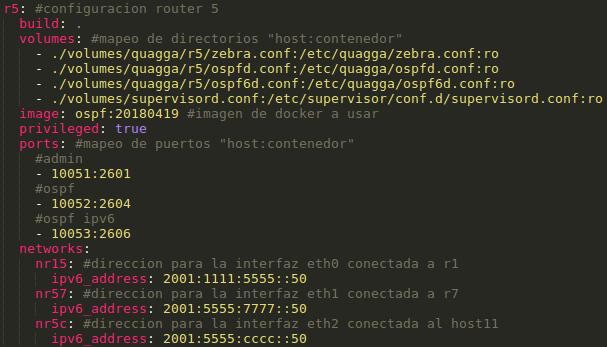 r5: #configuracion router 5
  build: .
  volumes: #mapeo de directorios "host:contenedor"
    - ./volumes/quagga/r5/zebra.conf:/etc/quagga/zebra.conf:ro
    - ./volumes/quagga/r5/ospfd.conf:/etc/quagga/ospfd.conf:ro
    - ./volumes/quagga/r5/ospf6d.conf:/etc/quagga/ospf6d.conf:ro
    - ./volumes/supervisord.conf:/etc/supervisor/conf.d/supervisord.conf:ro
  image: ospf:20180419 #imagen de docker a usar
  privileged: true
  ports: #mapeo de puertos "host:contenedor"
    #admin
    - 10051:2601
    #ospf
    - 10052:2604
    #ospf ipv6
    - 10053:2606
  networks:
    nr15: #direccion para la interfaz eth0 conectada a r1
      ipv6_address: 2001:1111:5555::50
    nr57: #direccion para la interfaz eth1 conectada a r7
      ipv6_address: 2001:5555:7777::50
    nr5c: #direccion para la interfaz eth2 conectada al host11
      ipv6_address: 2001:5555:cccc::50